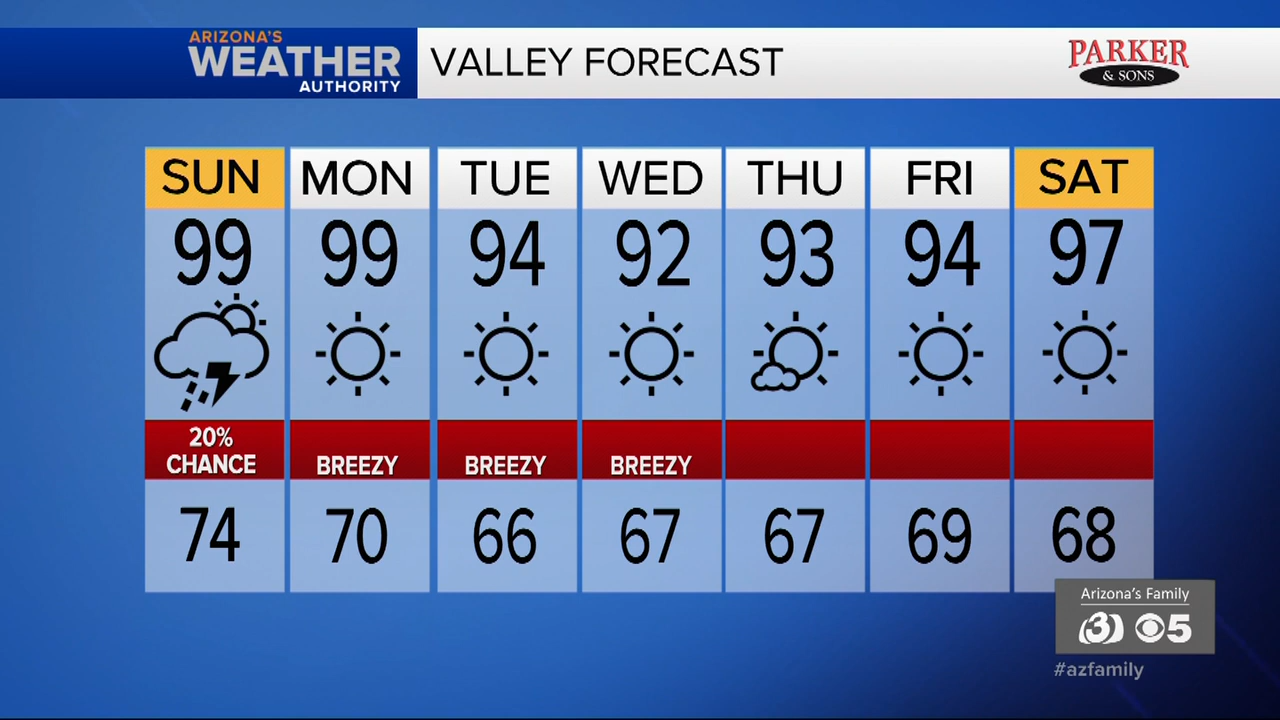 ARIZONA'S
WEATHER
AUTHORITY
VALLEY FORECAST
PARKER
& SONS
SUN MON TUE WED THU FRI SAT
99 99 94 92 93 94 97
20%
CHANCE BREEZY BREEZY BREEZY
74 70 66 67 67 69 68
Arizona's Family
3 5
#azfamily